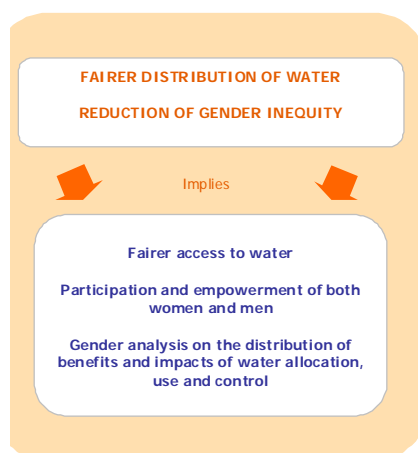 FAIRER DISTRIBUTION OF WATER
REDUCTION OF GENDER INEQUITY
Implies
Fairer access to water
Participation and empowerment of both
women and men
Gender analysis on the distribution of
benefits and impacts of water allocation,
use and control